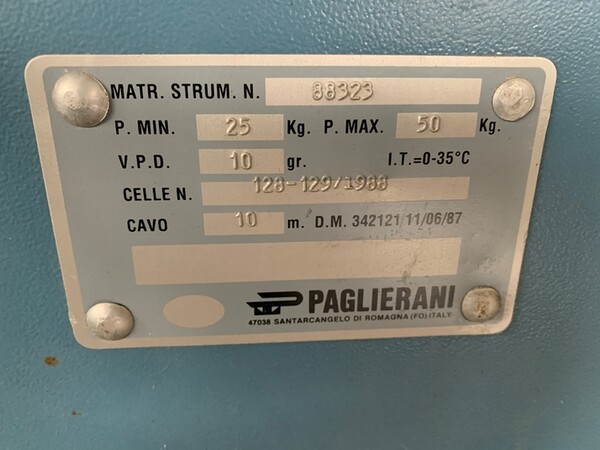 MATR. STRUM. N. 88323
P. MIN. 25 Kg. P. MAX. 50 Kg.
V.P.D. 10 gr. I.T.=0-35°C
CELLE N. 128-129/1988
CAVO 10 m. D.M. 342121 11/06/87
PAGLIERANI
47038 SANTARCANGELO DI ROMAGNA (FO) ITALY